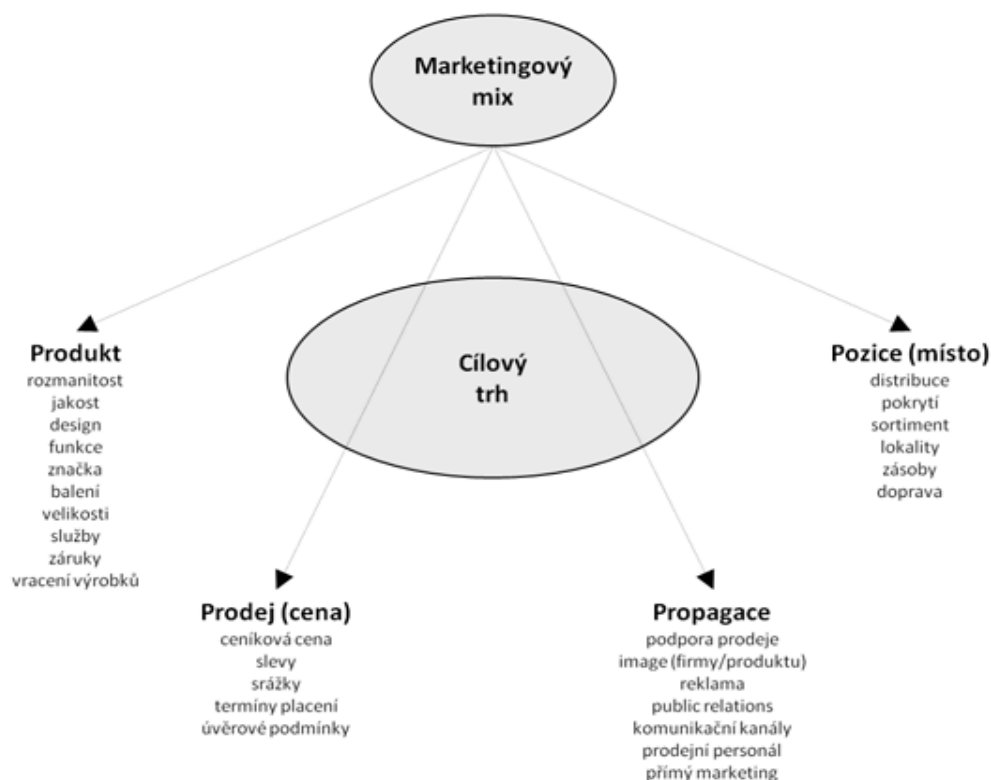 Marketingový
mix
Cílový
trh
Produkt
rozmanitost
jakost
design
funkce
značka
balení
velikosti
služby
záruky
vracení výrobků
Prodej (cena)
ceníková cena
slevy
srážky
termíny placení
úvěrové podmínky
Propagace
podpora prodeje
image (firmy/produktu)
reklama
public relations
komunikační kanály
prodejní personál
přímý marketing
Pozice (místo)
distribuce
pokrytí
sortiment
lokality
zásoby
doprava